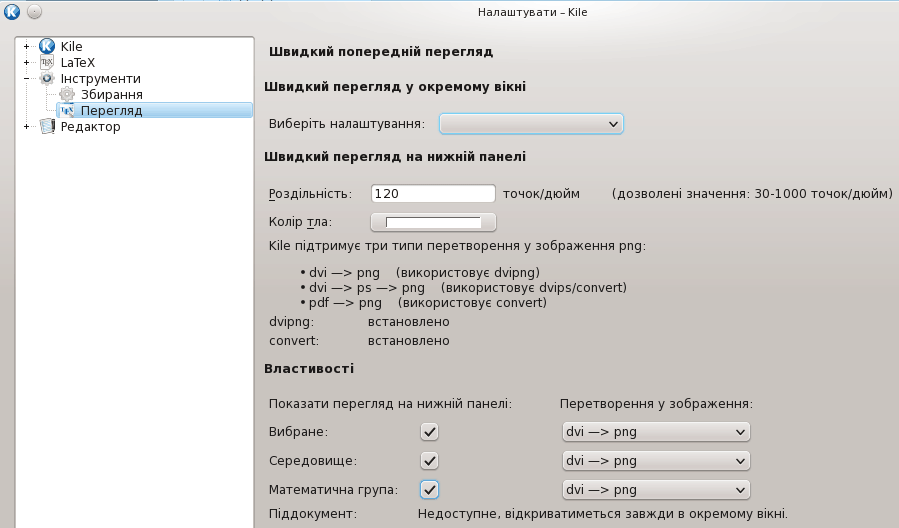 Налаштувати – Kile
Kile
LaTeX
Інструменти
Збирання
Перегляд
Редактор
Швидкий попередній перегляд
Швидкий перегляд у окремому вікні
Виберіть налаштування:
Швидкий перегляд на нижній панелі
Роздільність: 120 точок/дюйм (дозволені значення: 30-1000 точок/дюйм)
Колір тла:
Kile підтримує три типи перетворення у зображення png:
• dvi —> png (використовує dvipng)
• dvi —> ps —> png (використовує dvips/convert)
• pdf —> png (використовує convert)
dvipng: встановлено
convert: встановлено
Властивості
Показати перегляд на нижній панелі: Перетворення у зображення:
Вибране: dvi —> png
Середовище: dvi —> png
Математична група: dvi —> png
Піддокумент: Недоступне, відкриватиметься завжди в окремому вікні.